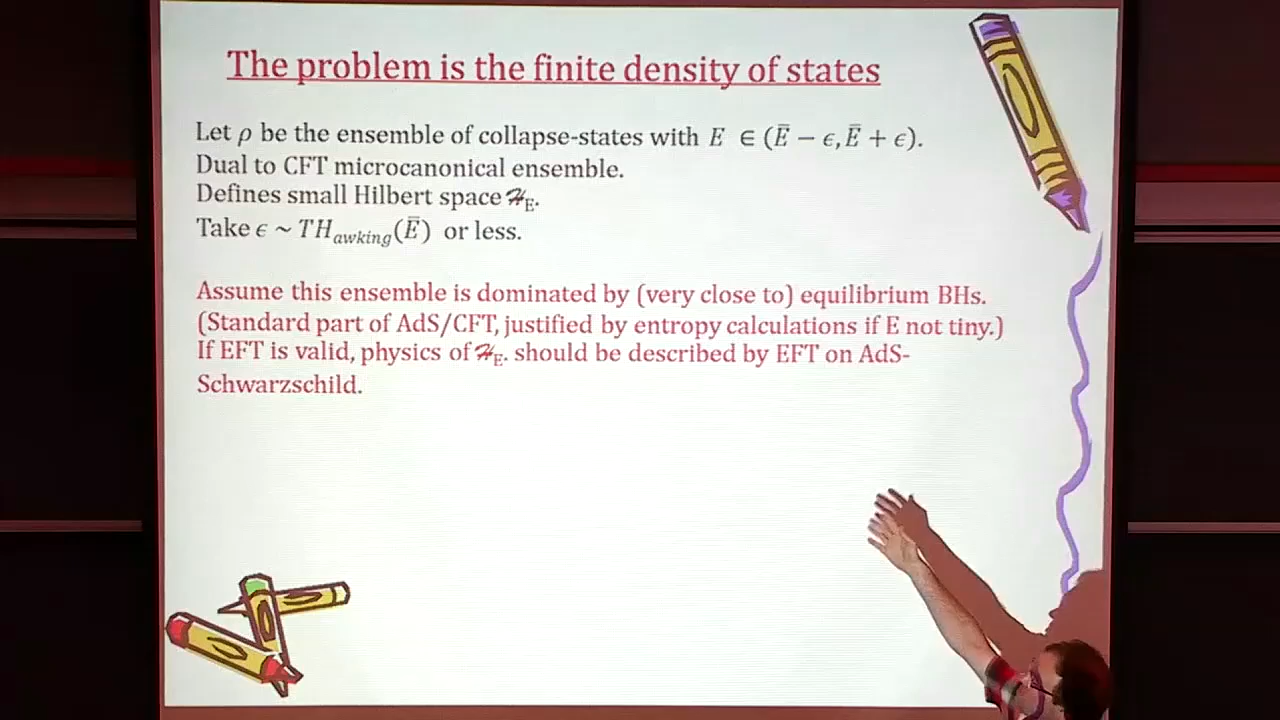 The problem is the finite density of states
Let ρ be the ensemble of collapse-states with E ∈ (Ē − ϵ, Ē + ϵ).
Dual to CFT microcanonical ensemble.
Defines small Hilbert space ℋ_E.
Take ϵ ~ TH_awking(Ē) or less.
Assume this ensemble is dominated by (very close to) equilibrium BHs.
(Standard part of AdS/CFT, justified by entropy calculations if E not tiny.)
If EFT is valid, physics of ℋ_E. should be described by EFT on AdS-
Schwarzschild.